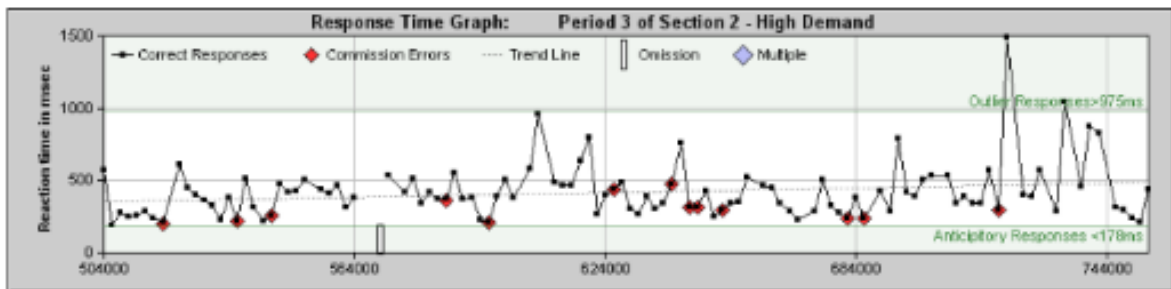 Response Time Graph: Period 3 of Section 2 - High Demand
1500
Correct Responses Commission Errors Trend Line Omission Multiple
Outlier Responses>975ms
1000
Reaction time in msec
500
Anticipitory Responses <178ms
0
504000 564000 624000 684000 744000